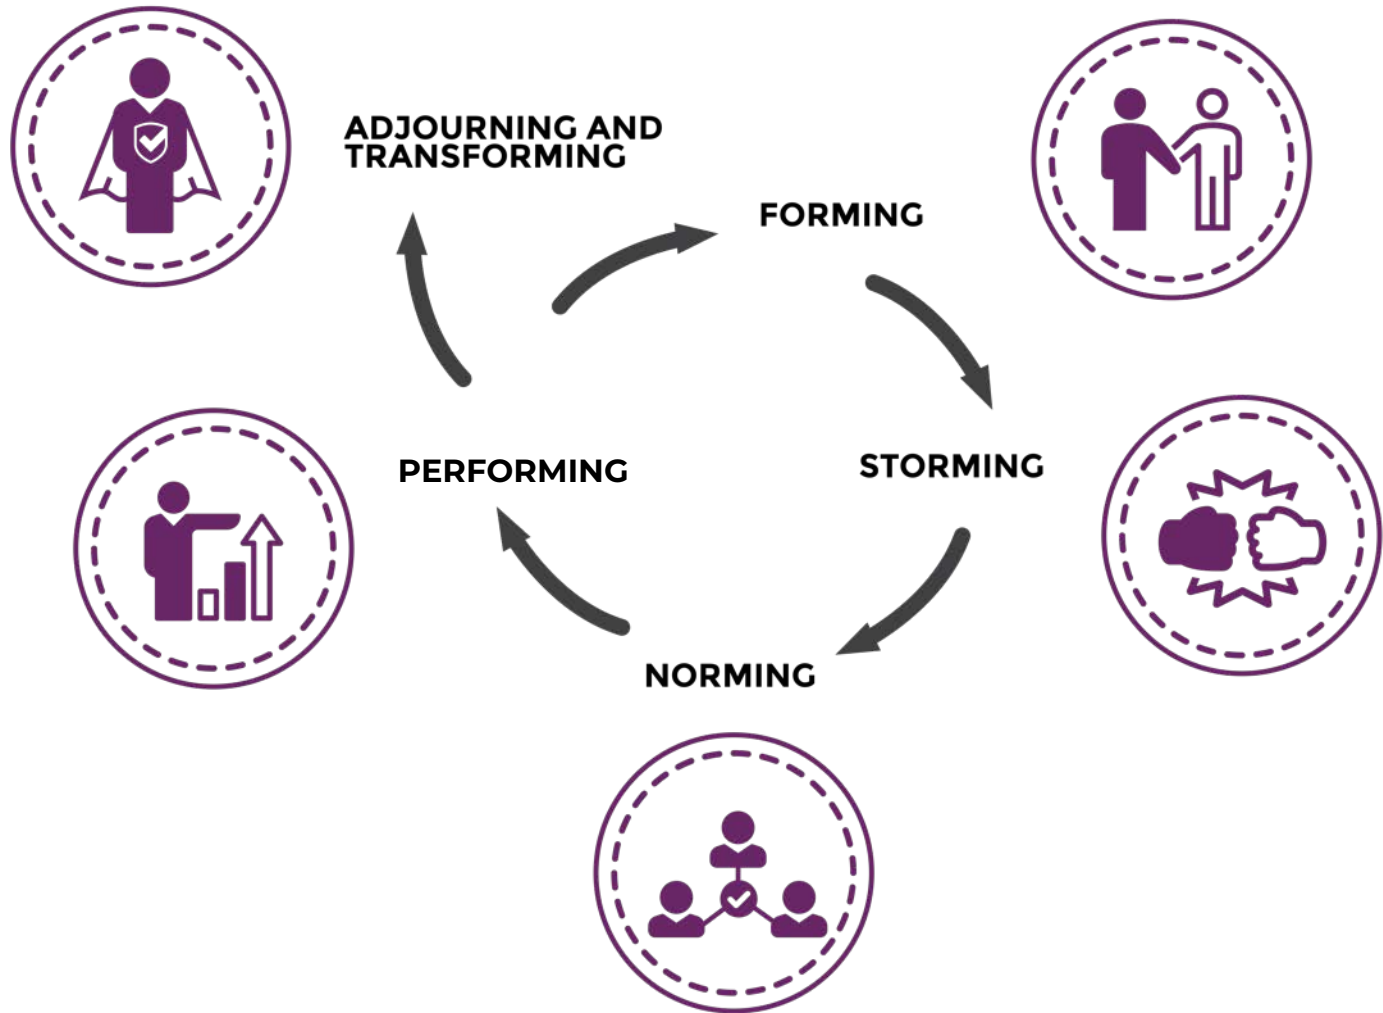 ADJOURNING AND
TRANSFORMING
FORMING
PERFORMING
STORMING
NORMING